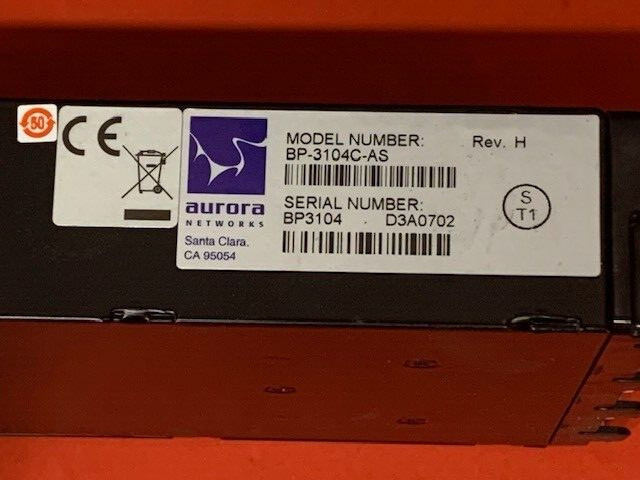 50
CE
aurora
NETWORKS
Santa Clara.
CA 95054
MODEL NUMBER: Rev. H
BP-3104C-AS
SERIAL NUMBER:
BP3104 . D3A0702
S
T1